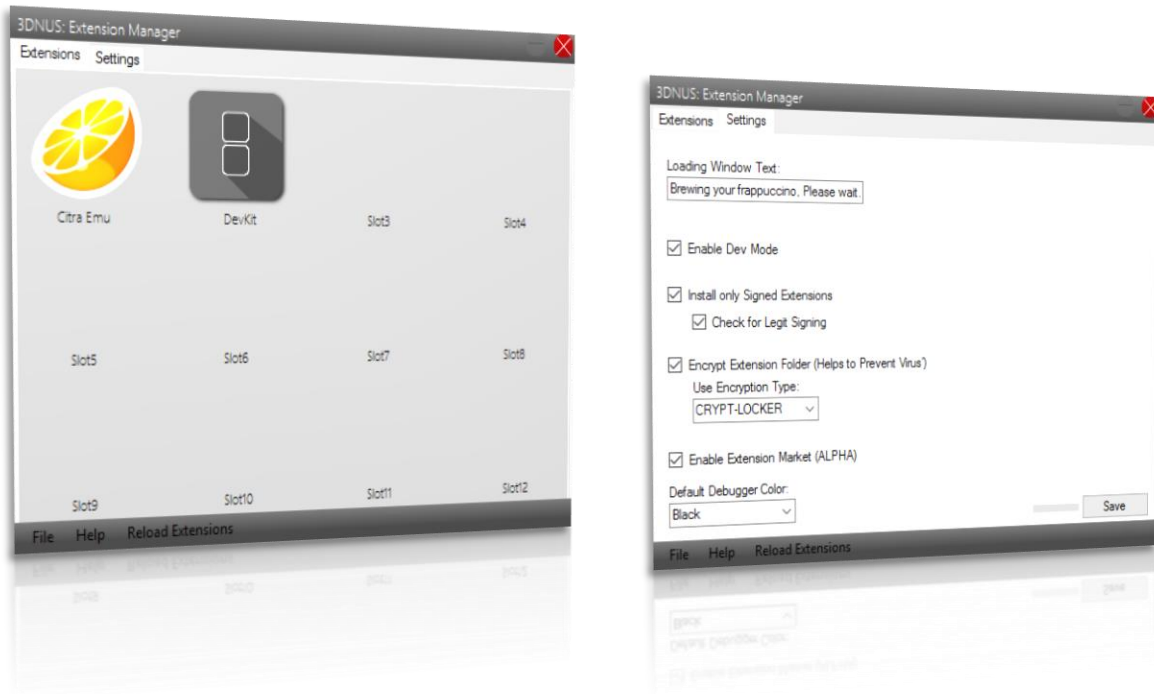 3DNUS: Extension Manager
Extensions Settings
Citra Emu DevKit Slot3 Slot4
Slot5 Slot6 Slot7 Slot8
Slot9 Slot10 Slot11 Slot12
File Help Reload Extensions
3DNUS: Extension Manager
Extensions Settings
Loading Window Text:
Brewing your frappuccino, Please wait.
Enable Dev Mode
Install only Signed Extensions
Check for Legit Signing
Encrypt Extension Folder (Helps to Prevent Virus')
Use Encryption Type:
CRYPT-LOCKER
Enable Extension Market (ALPHA)
Default Debugger Color:
Black
Save
File Help Reload Extensions